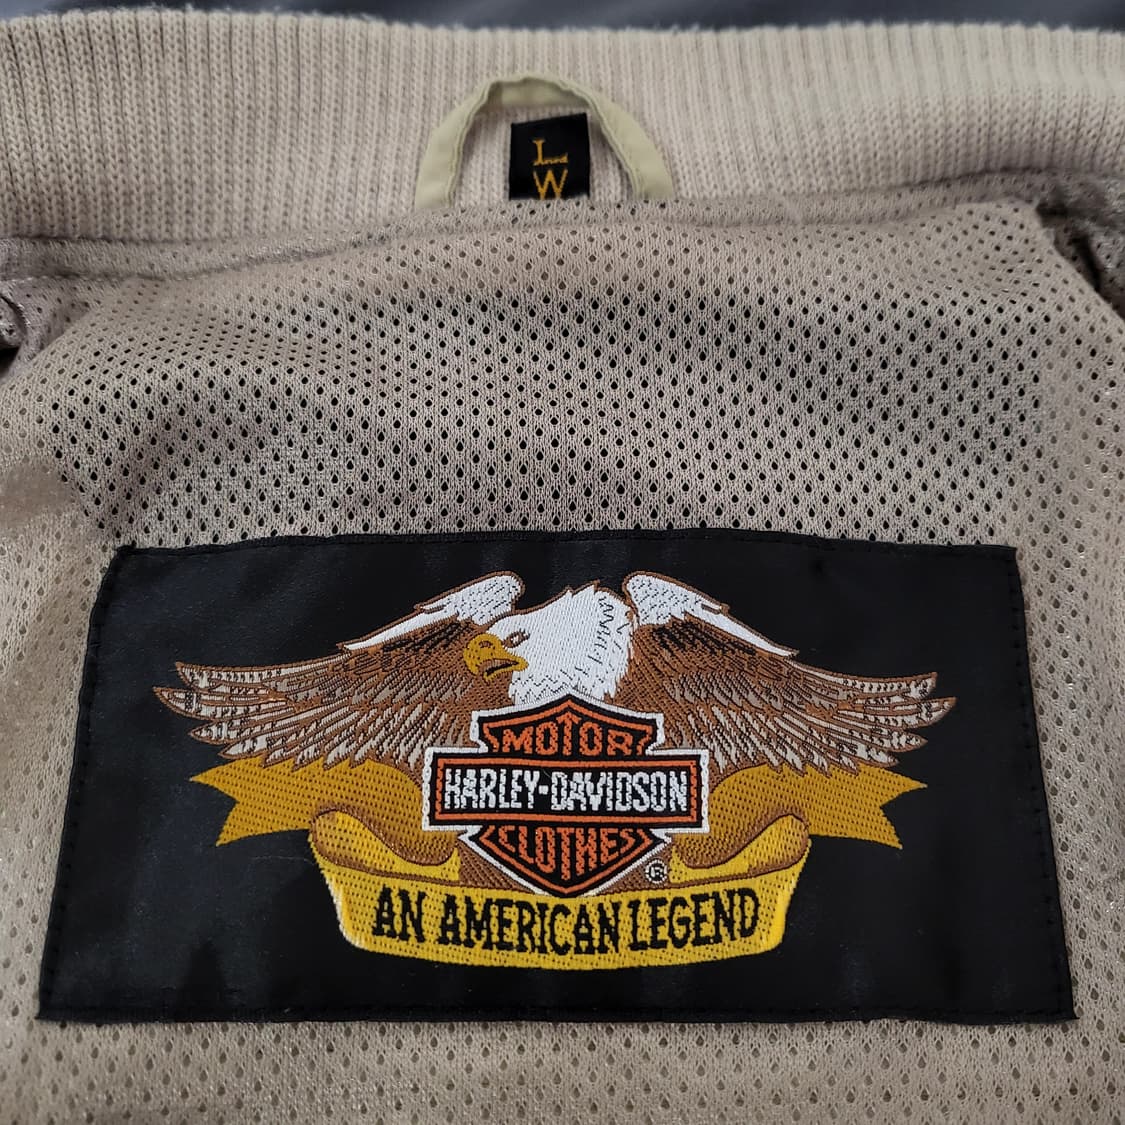 L
W
MOTOR
HARLEY-DAVIDSON
CLOTHES
®
AN AMERICAN LEGEND